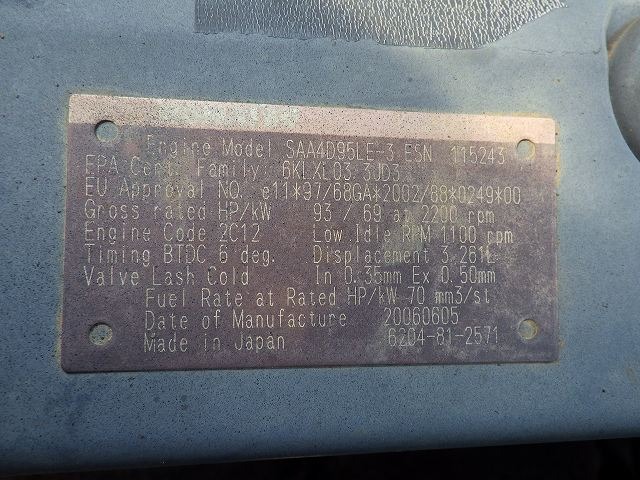 Engine Model SAA4D95LE-3 ESN 115243
EPA Cert. Family: 6KLXL03.3JD3
EU Approval NO. e11*97/68GA*2002/88*0249*00
Gross rated HP/kW 93 / 69 at 2200 rpm
Engine Code 2C12 Low Idle RPM 1100 rpm
Timing BTDC 6 deg. Displacement 3.261L
Valve Lash Cold In 0.35mm Ex 0.50mm
Fuel Rate at Rated HP/kW 70 mm3/st
Date of Manufacture 20060605
Made in Japan 6204-81-2571